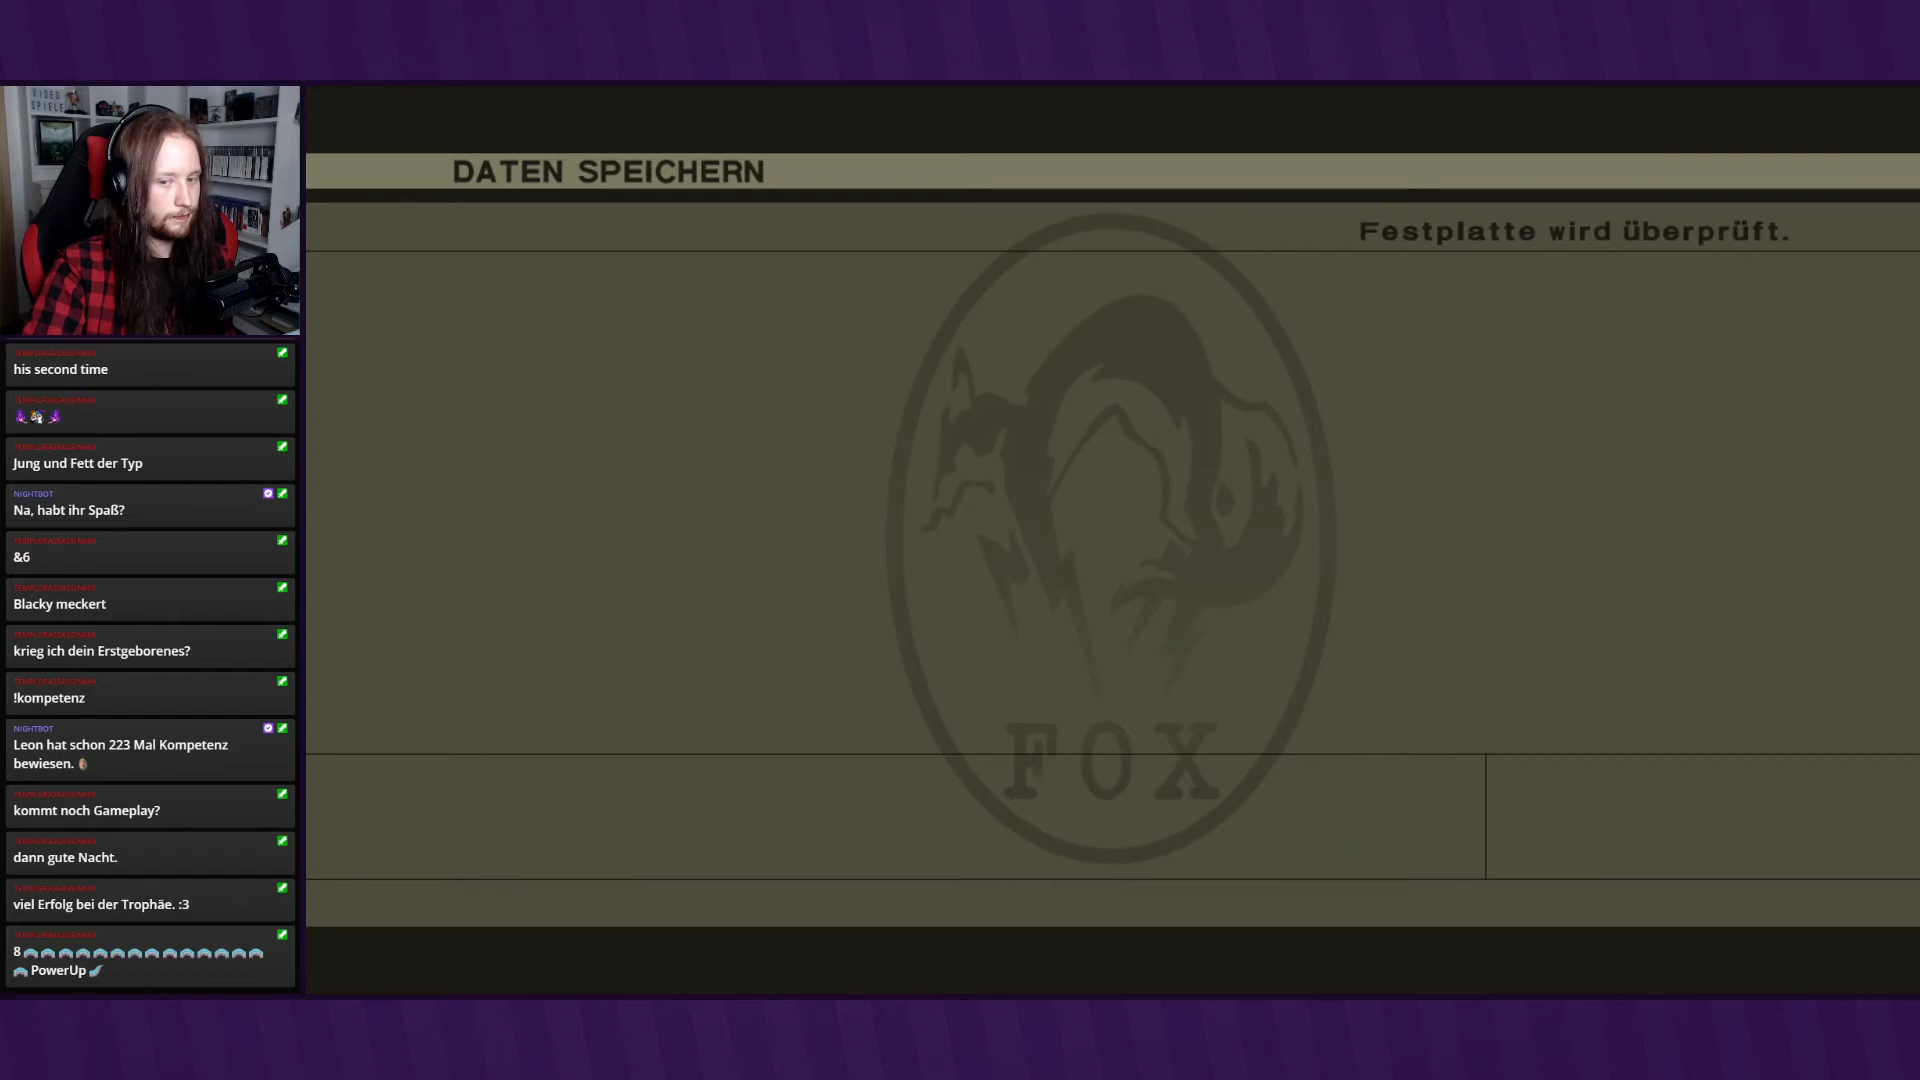 VIDEO
SPIELE
DATEN SPEICHERN
Festplatte wird überprüft.
FOX
his second time
Jung und Fett der Typ
NIGHTBOT
Na, habt ihr Spaß?
&6
Blacky meckert
krieg ich dein Erstgeborenes?
!kompetenz
NIGHTBOT
Leon hat schon 223 Mal Kompetenz
bewiesen.
kommt noch Gameplay?
dann gute Nacht.
viel Erfolg bei der Trophäe. :3
8
PowerUp